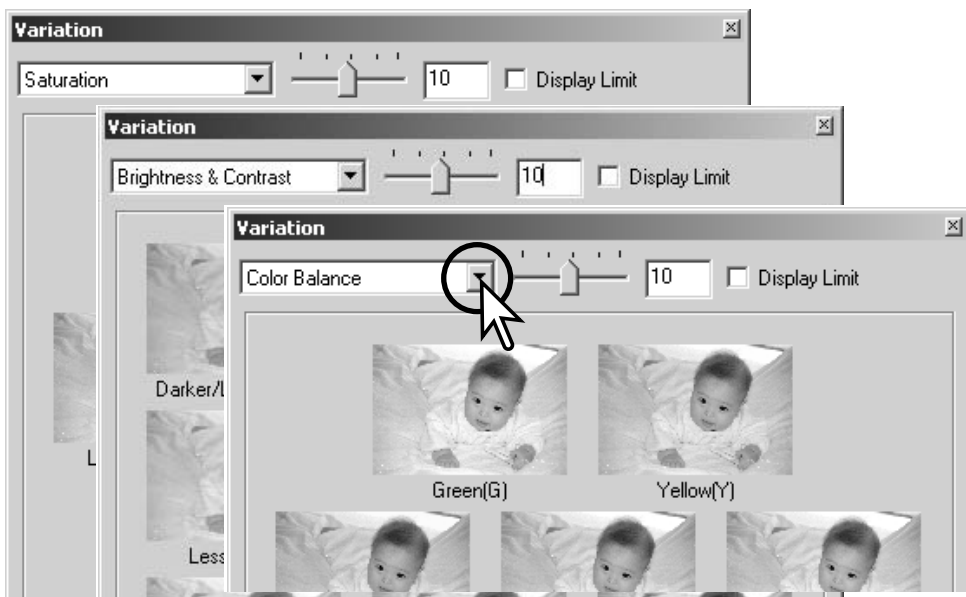 Variation
Saturation 10 Display Limit
Variation
Brightness & Contrast 10 Display Limit
Variation
Color Balance 10 Display Limit
Darker/L
Green(G) Yellow(Y)
L
Less